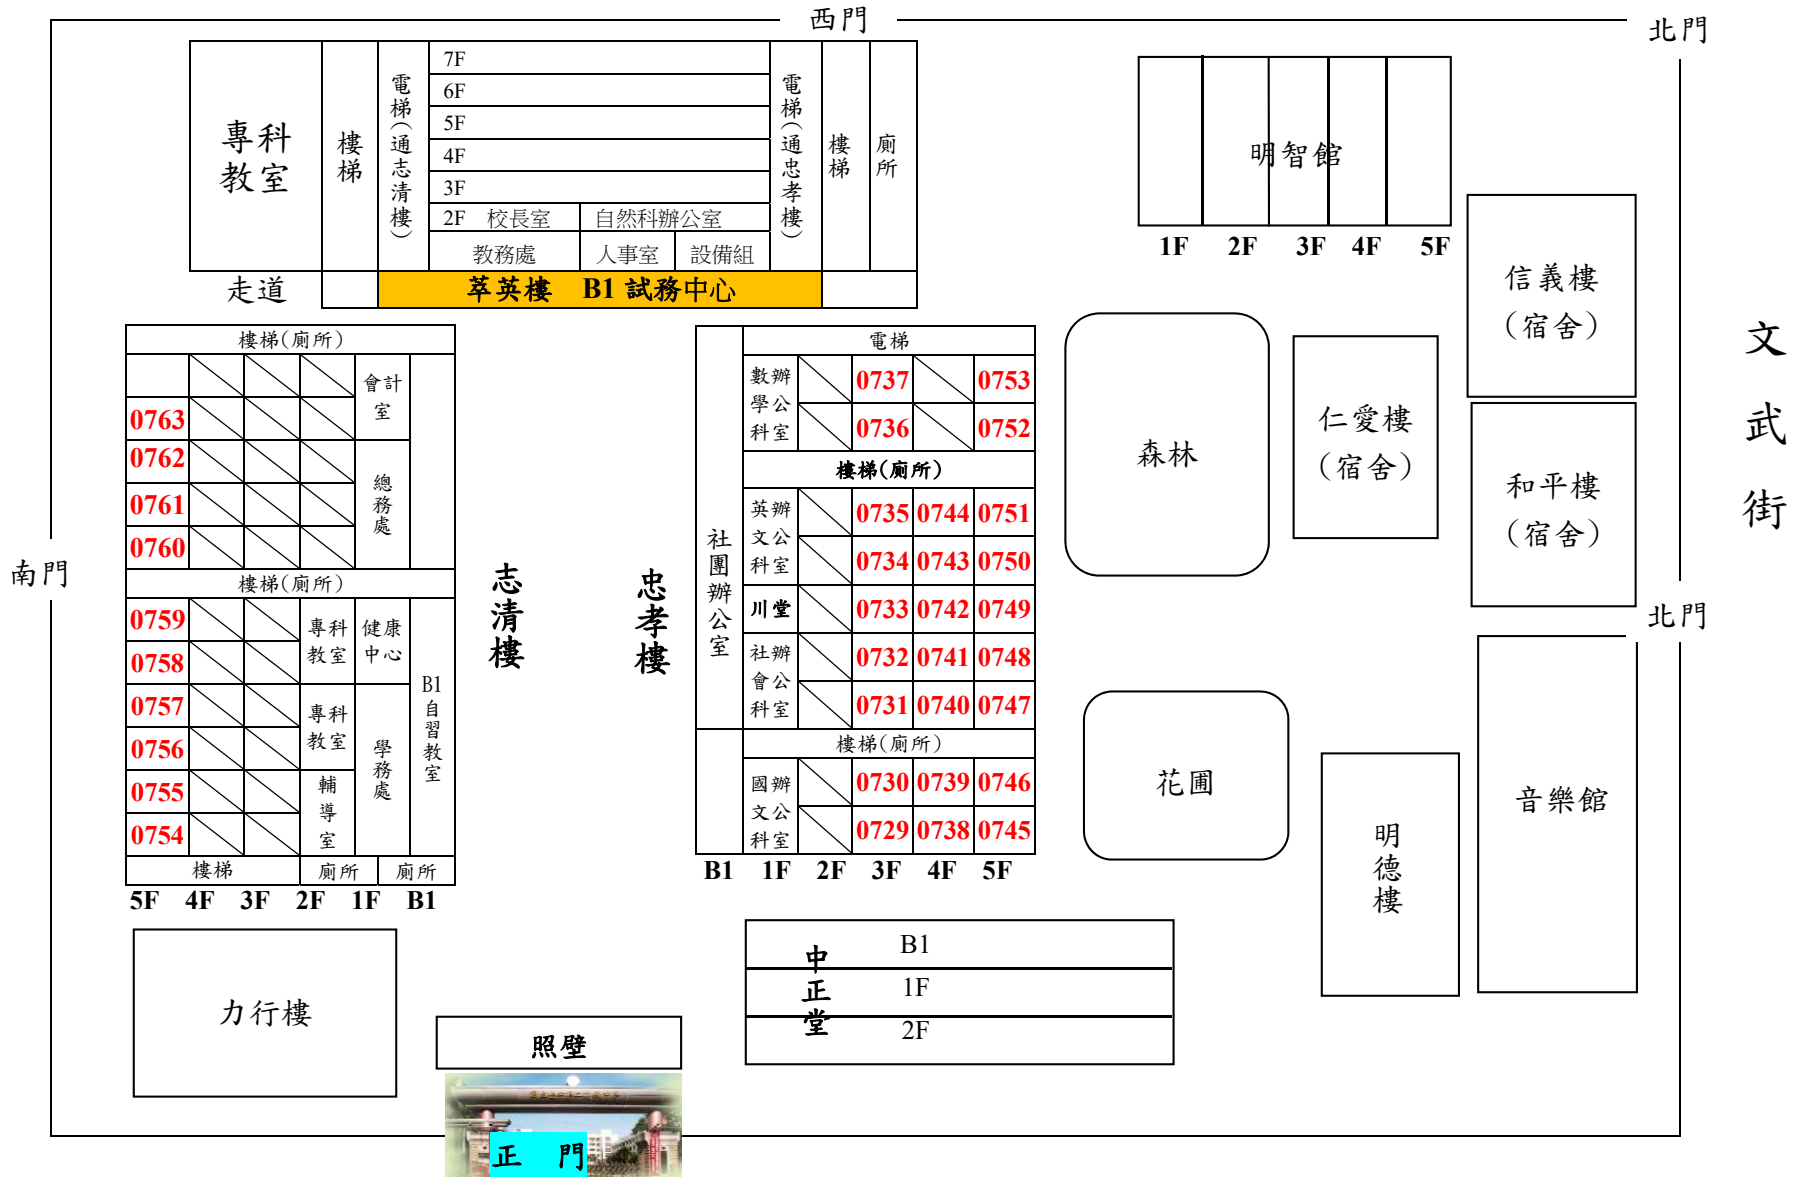 西門
北門
專科教室
樓梯
電梯(通志清樓)
7F
6F
5F
4F
3F
2F 校長室 自然科辦公室
教務處 人事室 設備組
電梯(通忠孝樓)
樓梯
廁所
走道
萃英樓 B1 試務中心
明智館
1F 2F 3F 4F 5F
信義樓
(宿舍)
仁愛樓
(宿舍)
和平樓
(宿舍)
文武街
北門
南門
樓梯(廁所)
會計室
0763
0762
0761
0760
總務處
樓梯(廁所)
0759
0758
0757
0756
0755
0754
專科教室
健康中心
專科教室
學務處
輔導室
B1自習教室
樓梯 廁所 廁所
5F 4F 3F 2F 1F B1
志清樓
忠孝樓
社團辦公室
電梯
數學科辦公室
0737 0753
0736 0752
樓梯(廁所)
英文科辦公室
0735 0744 0751
0734 0743 0750
川堂 0733 0742 0749
社會科辦公室
0732 0741 0748
0731 0740 0747
樓梯(廁所)
國文科辦公室
0730 0739 0746
0729 0738 0745
B1 1F 2F 3F 4F 5F
森林
花圃
明德樓
音樂館
力行樓
中正堂
B1
1F
2F
照壁
正 門